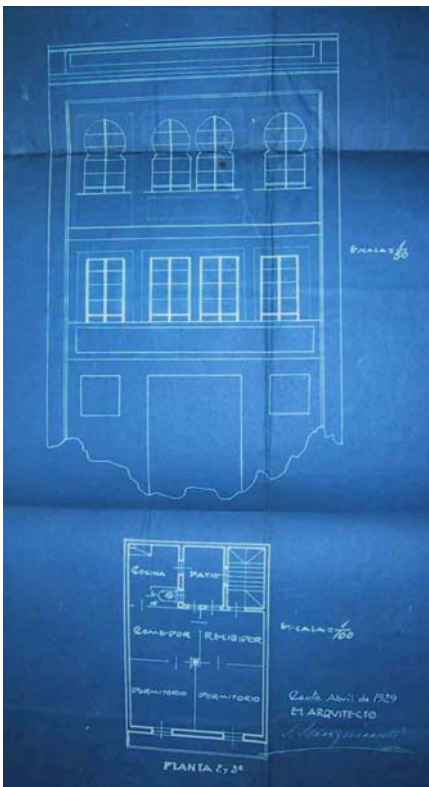 ESCALA = 1/50
COCINA
PATIO
ESCALA = 1/100
COMEDOR
RECIBIDOR
DORMITORIO
DORMITORIO
Ceuta Abril de 1929
El ARQUITECTO
PLANTA 2ª y 3ª